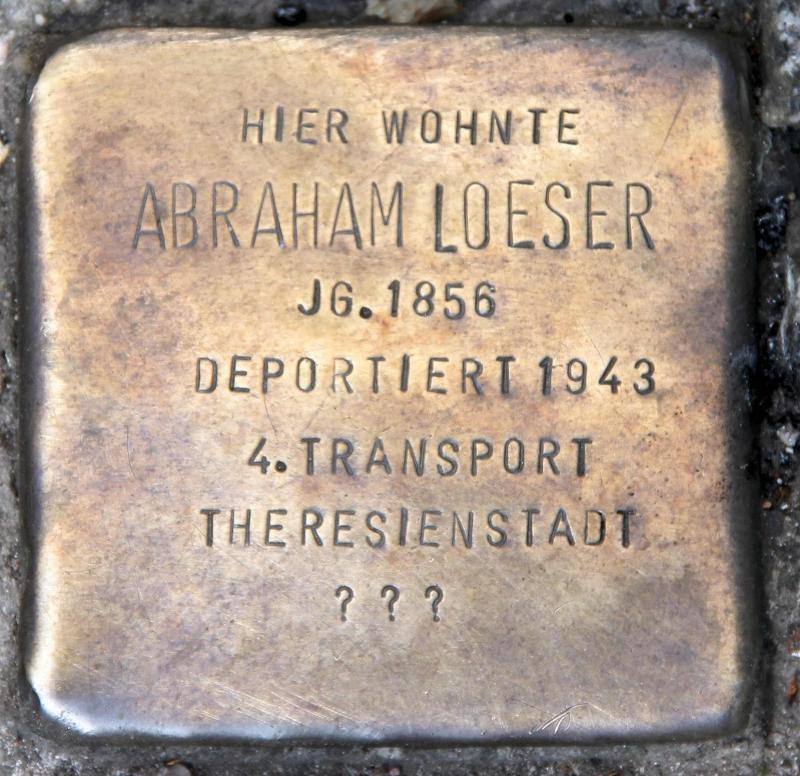 HIER WOHNTE
ABRAHAM LOESER
JG. 1856
DEPORTIERT 1943
4. TRANSPORT
THERESIENSTADT
? ? ?